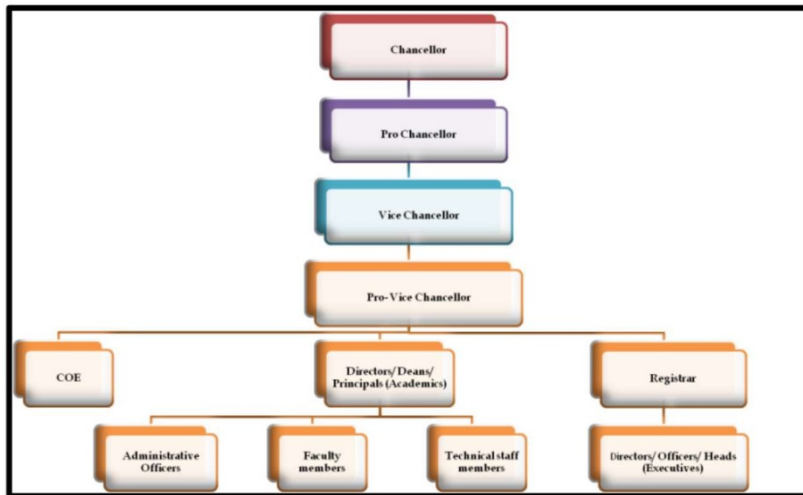 Chancellor
Pro Chancellor
Vice Chancellor
Pro-Vice Chancellor
COE
Directors/ Deans/
Principals (Academics)
Registrar
Administrative
Officers
Faculty
members
Technical staff
members
Directors/ Officers/ Heads
(Executives)